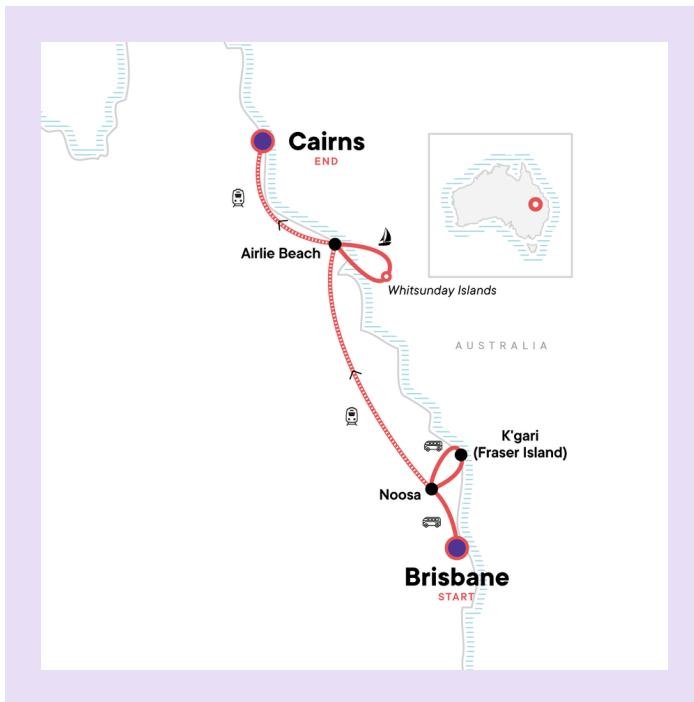 Cairns
END
Airlie Beach
Whitsunday Islands
AUSTRALIA
K'gari
(Fraser Island)
Noosa
Brisbane
START